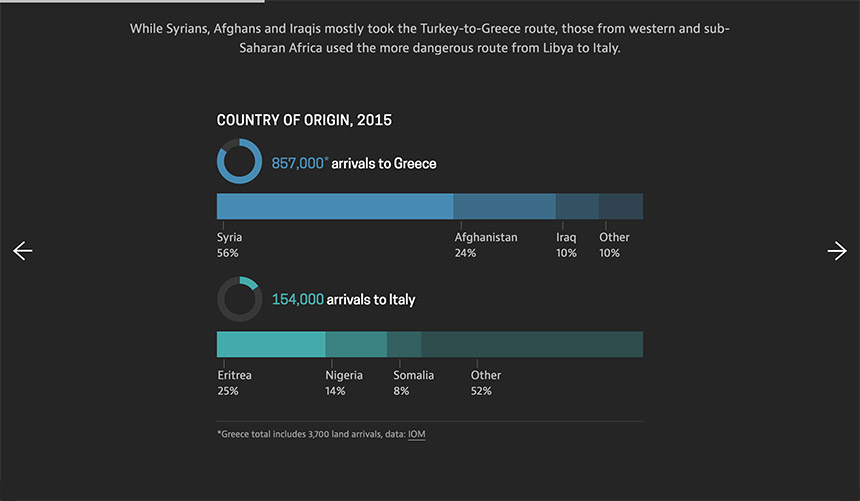 While Syrians, Afghans and Iraqis mostly took the Turkey-to-Greece route, those from western and sub-
Saharan Africa used the more dangerous route from Libya to Italy.
COUNTRY OF ORIGIN, 2015
857,000* arrivals to Greece
Syria
56%
Afghanistan
24%
Iraq
10%
Other
10%
154,000 arrivals to Italy
Eritrea
25%
Nigeria
14%
Somalia
8%
Other
52%
*Greece total includes 3,700 land arrivals, data: IOM